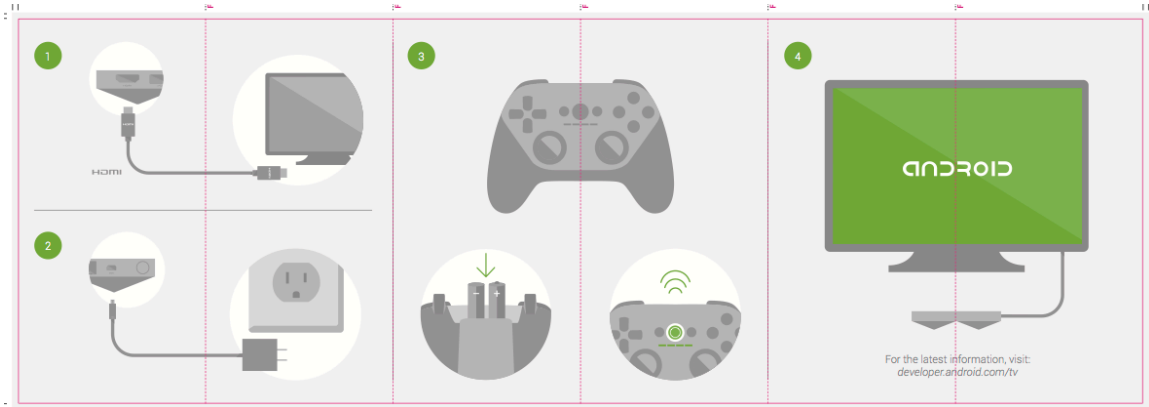 1
HDMI
2
3
- +
4
ANDROID
For the latest information, visit:
developer.android.com/tv